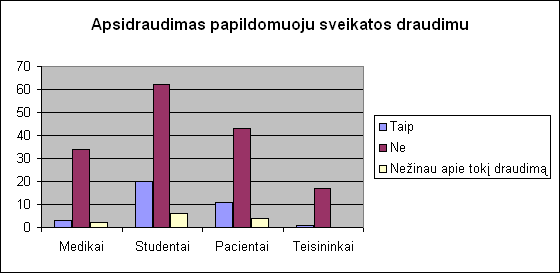 Apsidraudimas papildomuoju sveikatos draudimu
70
60
50
40
30
20
10
0
Medikai Studentai Pacientai Teisininkai
Taip
Ne
Nežinau apie tokį draudimą